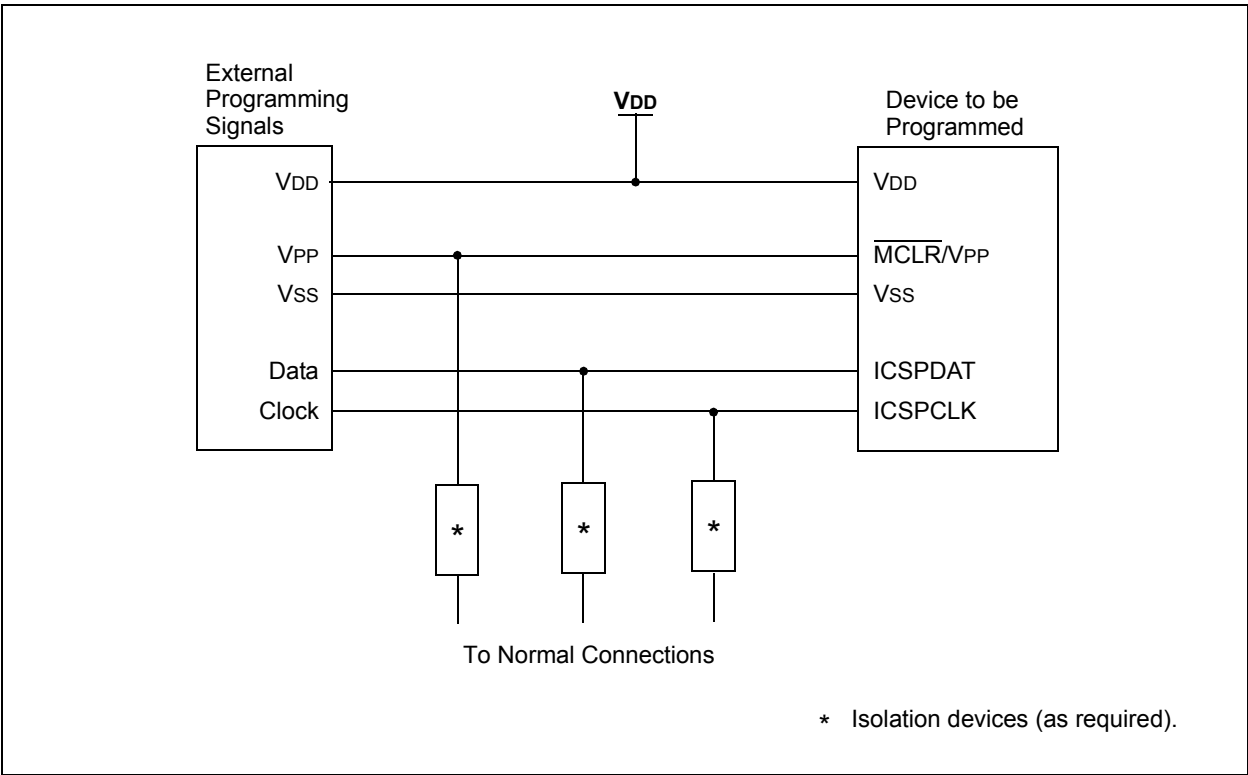 External
Programming
Signals
VDD
Device to be
Programmed
VDD
VPP
VSS
Data
Clock
VDD
MCLR/VPP
VSS
ICSPDAT
ICSPCLK
*
*
*
To Normal Connections
* Isolation devices (as required).